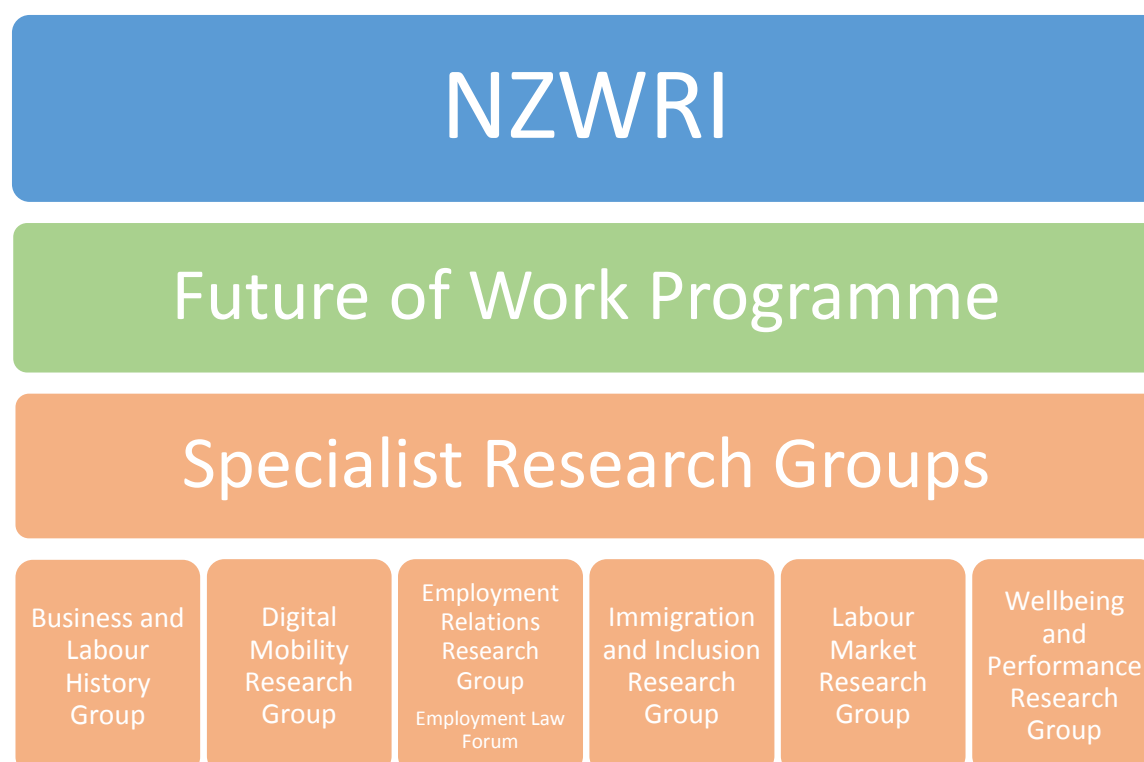 NZWRI
Future of Work Programme
Specialist Research Groups
Business and
Labour
History
Group
Digital
Mobility
Research
Group
Employment
Relations
Research
Group
Employment Law
Forum
Immigration
and Inclusion
Research
Group
Labour
Market
Research
Group
Wellbeing
and
Performance
Research
Group